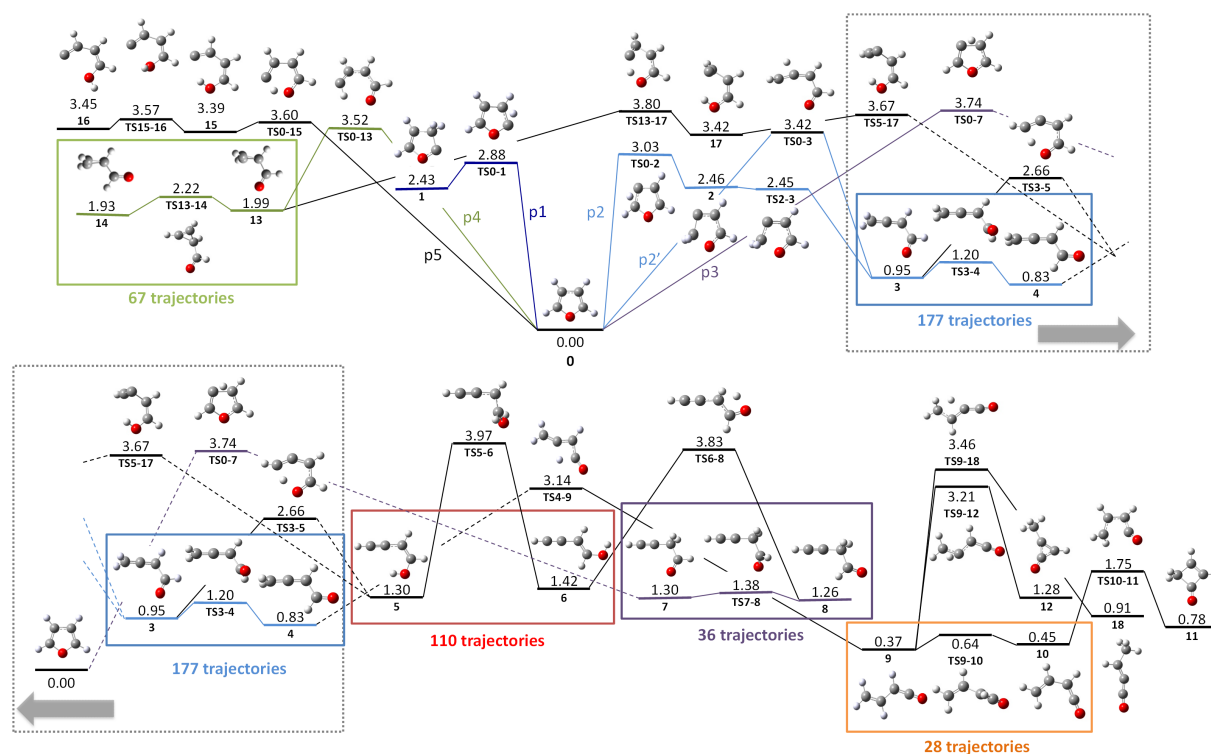 3.45
16
3.57
TS15-16
3.39
15
3.60
TS0-15
3.52
TS0-13
1.93
14
2.22
TS13-14
1.99
13
67 trajectories
2.43
1
2.88
TS0-1
p5
p4
p1
0.00
0
p2
p2'
p3
3.03
TS0-2
3.80
TS13-17
3.42
17
2.46
2
3.42
TS0-3
2.45
TS2-3
3.67
TS5-17
3.74
TS0-7
2.66
TS3-5
0.95
3
1.20
TS3-4
0.83
4
177 trajectories
3.67
TS5-17
3.74
TS0-7
2.66
TS3-5
0.95
3
1.20
TS3-4
0.83
4
177 trajectories
0.00
3.97
TS5-6
3.14
TS4-9
1.30
5
1.42
6
110 trajectories
3.83
TS6-8
1.30
7
1.38
TS7-8
1.26
8
36 trajectories
3.46
TS9-18
3.21
TS9-12
1.28
12
1.75
TS10-11
0.91
18
0.78
11
0.37
9
0.64
TS9-10
0.45
10
28 trajectories